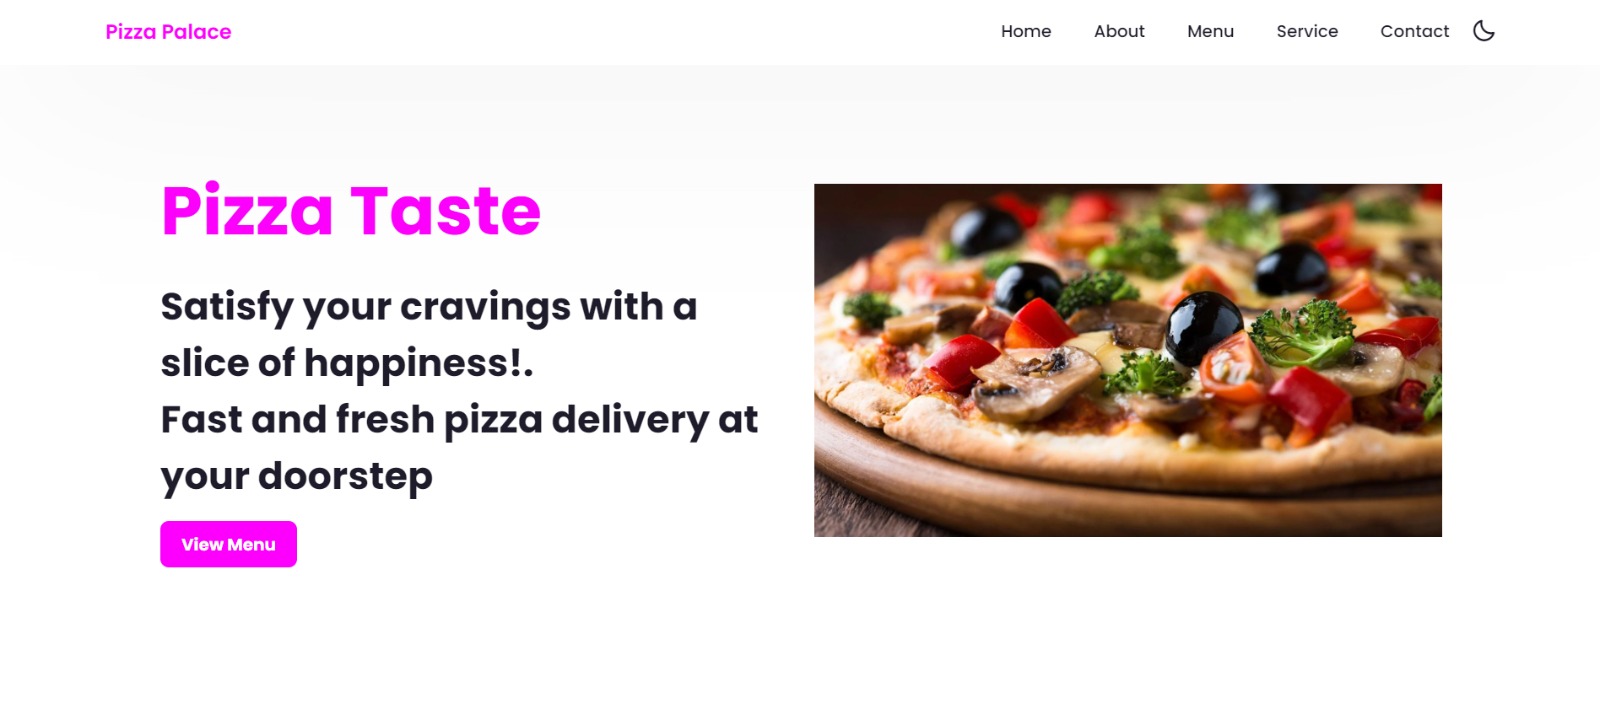 Pizza Palace
Home About Menu Service Contact
Pizza Taste
Satisfy your cravings with a
slice of happiness!.
Fast and fresh pizza delivery at
your doorstep
View Menu